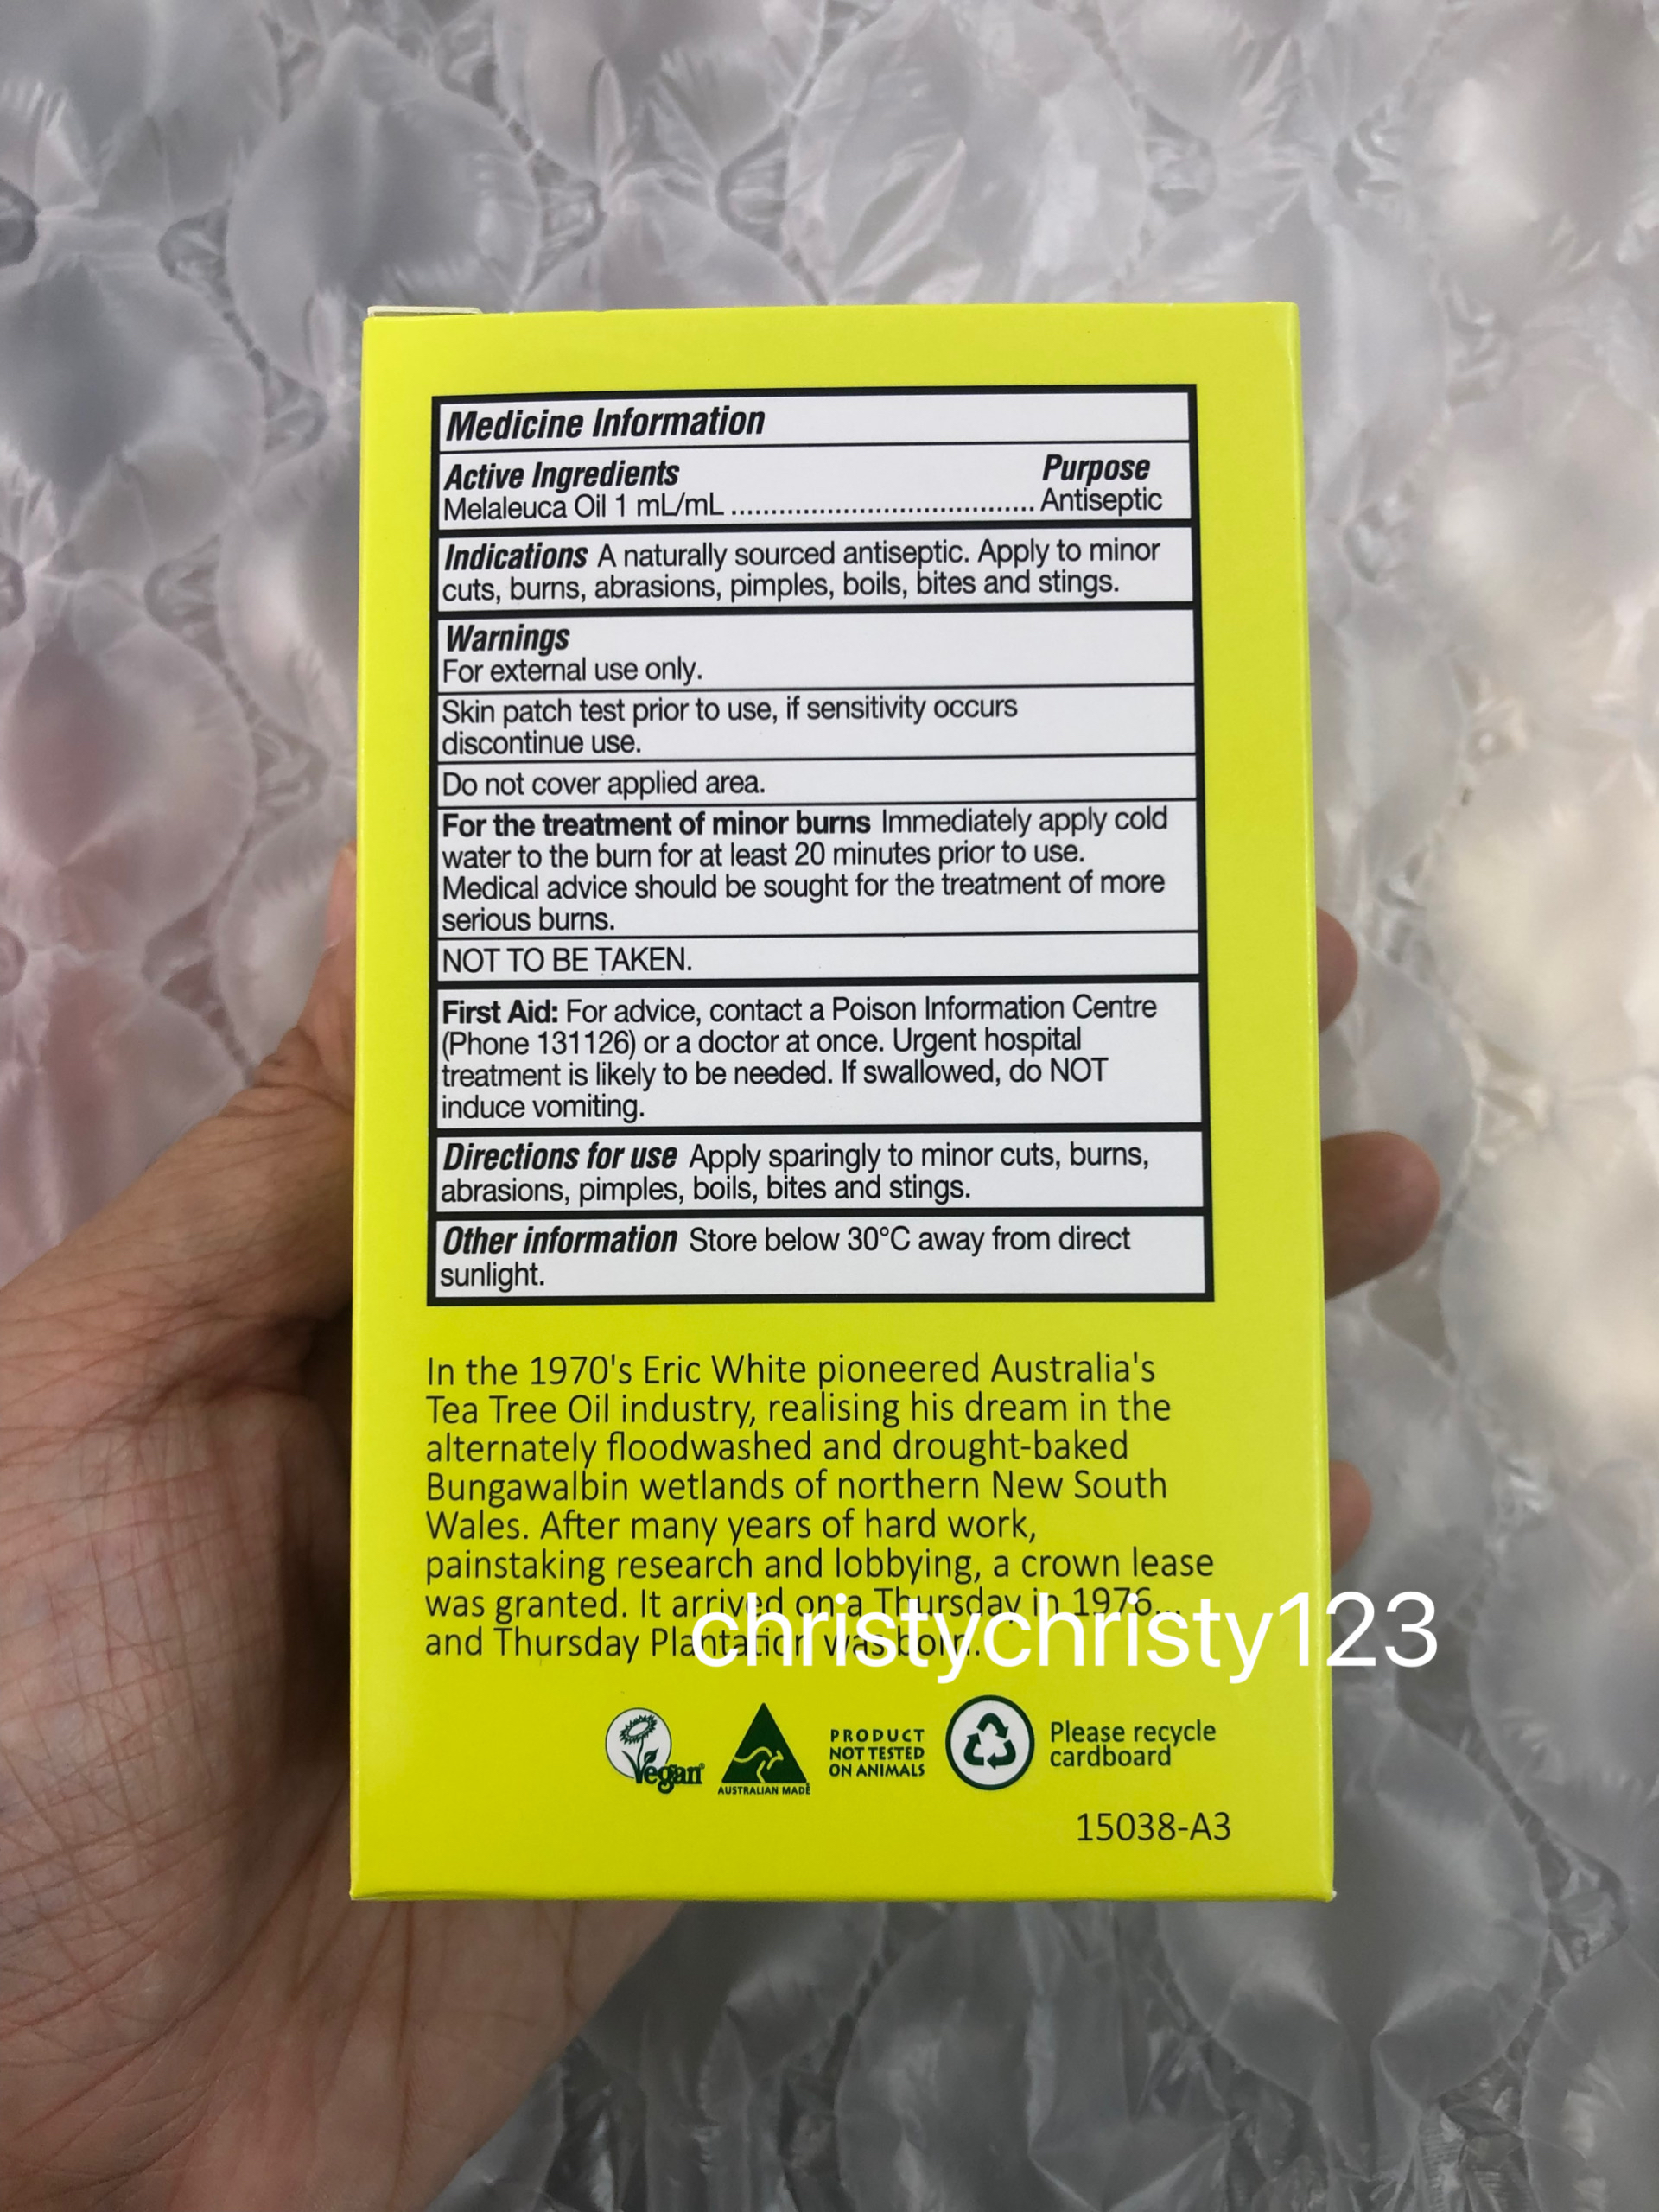 Medicine Information
Active Ingredients Purpose
Melaleuca Oil 1 mL/mL ..................................... Antiseptic
Indications A naturally sourced antiseptic. Apply to minor
cuts, burns, abrasions, pimples, boils, bites and stings.
Warnings
For external use only.
Skin patch test prior to use, if sensitivity occurs
discontinue use.
Do not cover applied area.
For the treatment of minor burns Immediately apply cold
water to the burn for at least 20 minutes prior to use.
Medical advice should be sought for the treatment of more
serious burns.
NOT TO BE TAKEN.
First Aid: For advice, contact a Poison Information Centre
(Phone 131126) or a doctor at once. Urgent hospital
treatment is likely to be needed. If swallowed, do NOT
induce vomiting.
Directions for use Apply sparingly to minor cuts, burns,
abrasions, pimples, boils, bites and stings.
Other information Store below 30°C away from direct
sunlight.
In the 1970's Eric White pioneered Australia's
Tea Tree Oil industry, realising his dream in the
alternately floodwashed and drought-baked
Bungawalbin wetlands of northern New South
Wales. After many years of hard work,
painstaking research and lobbying, a crown lease
was granted. It arrived on a Thursday in 1976...
and Thursday Plantation was born.
christychristy123
Vegan
AUSTRALIAN MADE
PRODUCT
NOT TESTED
ON ANIMALS
Please recycle
cardboard
15038-A3